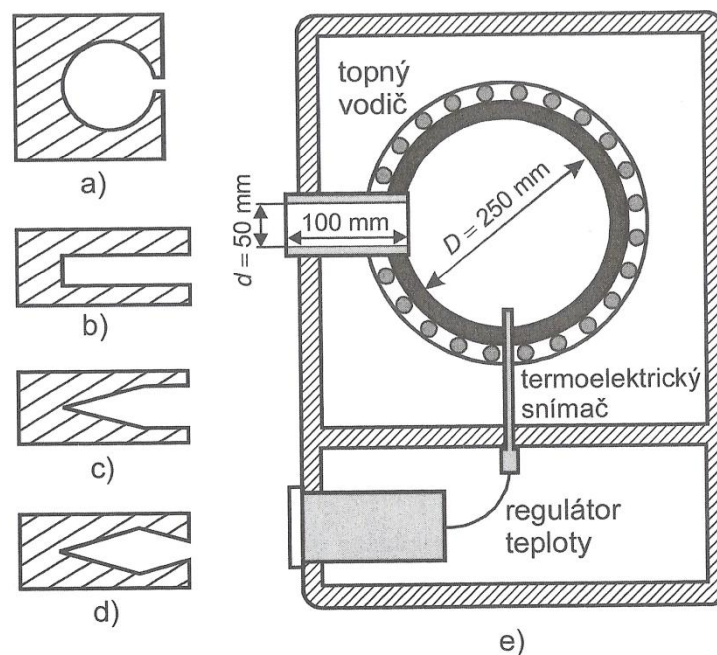 a)
b)
c)
d)
topný
vodič
d = 50 mm
100 mm
D = 250 mm
termoelektrický
snímač
regulátor
teploty
e)